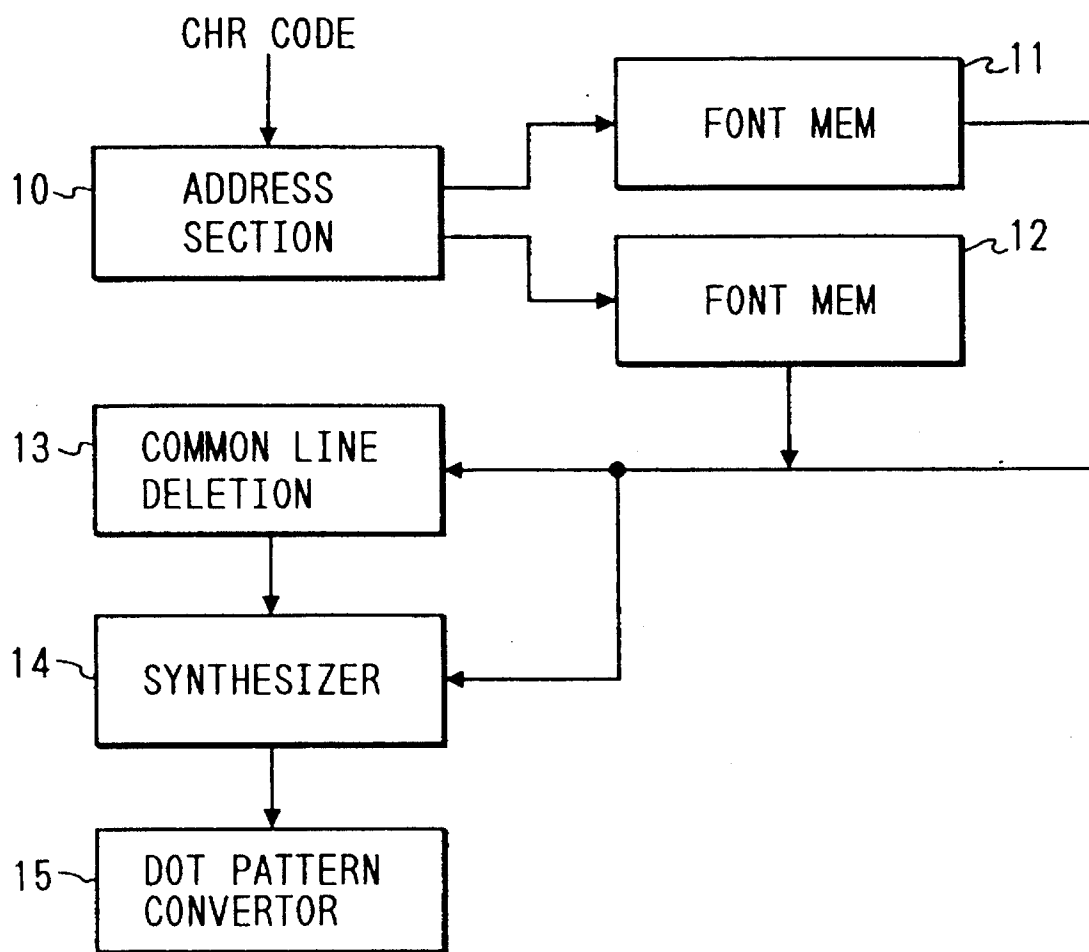 CHR CODE
11
FONT MEM
10
ADDRESS
SECTION
12
FONT MEM
13
COMMON LINE
DELETION
14
SYNTHESIZER
15
DOT PATTERN
CONVERTOR